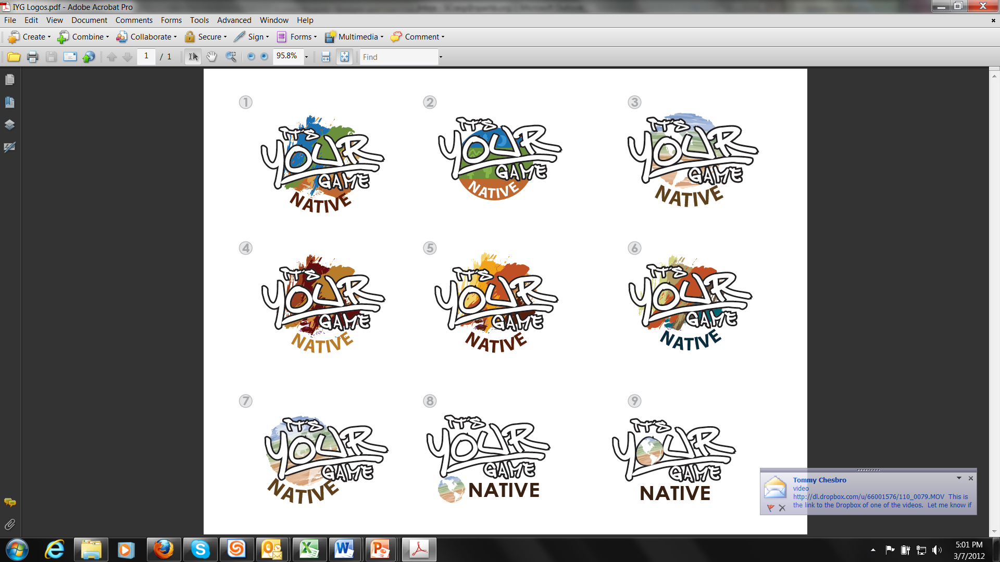 IYG Logos.pdf - Adobe Acrobat Pro
File Edit View Document Comments Forms Tools Advanced Window Help
Create Combine Collaborate Secure Sign Forms Multimedia Comment
1 / 1 95.8% Find
1 2 3
IT'S YOUR GAME NATIVE
IT'S YOUR GAME NATIVE
IT'S YOUR GAME NATIVE
4 5 6
IT'S YOUR GAME NATIVE
IT'S YOUR GAME NATIVE
IT'S YOUR GAME NATIVE
7 8 9
IT'S YOUR GAME NATIVE
IT'S YOUR GAME NATIVE
IT'S YOUR GAME NATIVE
Tommy Chesbro
video
http://dl.dropbox.com/u/66001576/110_0079.MOV This is
the link to the Dropbox of one of the videos. Let me know if
5:01 PM
3/7/2012